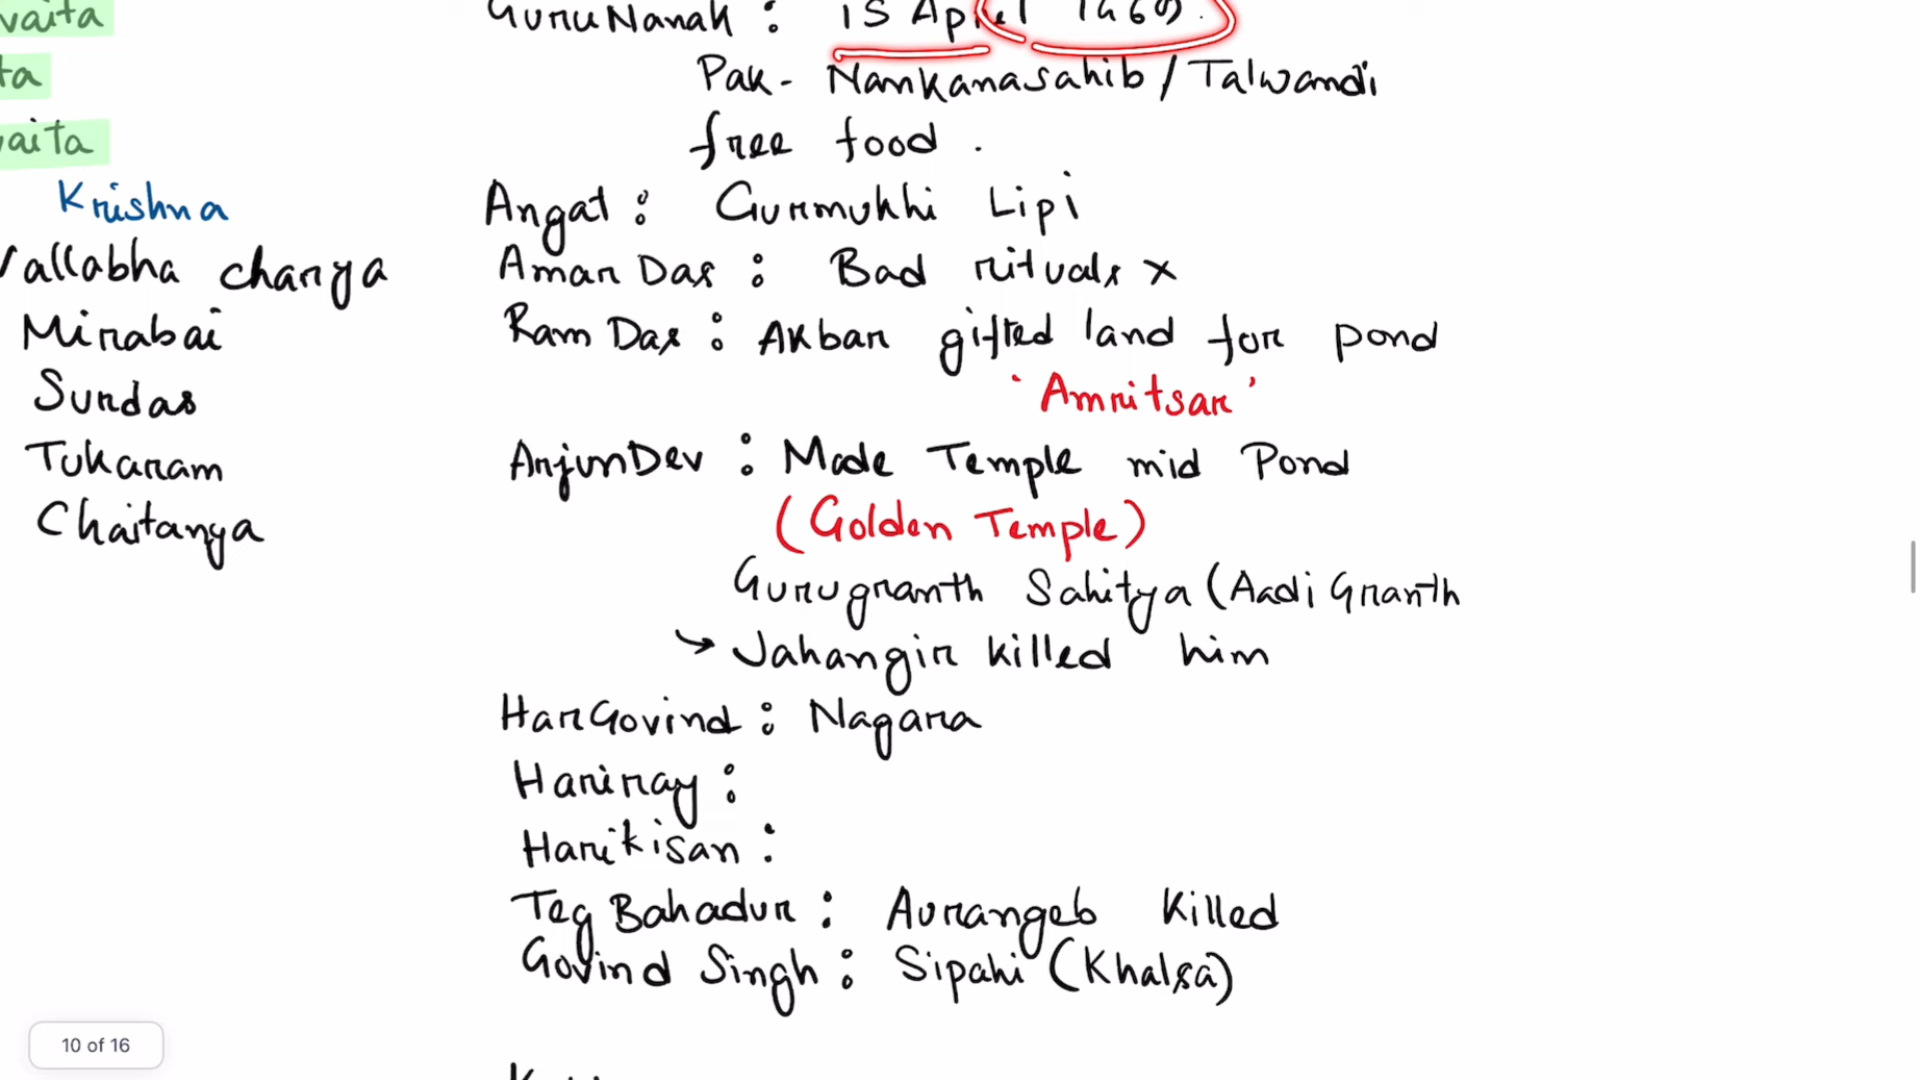 vaita
ta
vaita
Krishna
Vallabha charya
Mirabai
Surdas
Tukaram
Chaitanya
Guru Nanak : 15 April 1469.
Pak - Nankanasahib / Talwandi
free food .
Angat : Gurmukhi Lipi
Amar Das : Bad rituals x
Ram Das : Akbar gifted land for pond
'Amritsar'
ArjunDev : Made Temple mid Pond
(Golden Temple)
Gurugranth Sahitya (Aadi Granth
→ Jahangir killed him
HarGovind : Nagara
Hariray :
Harikisan :
Teg Bahadur : Aurangeb Killed
Govind Singh : Sipahi (Khalsa)
10 of 16